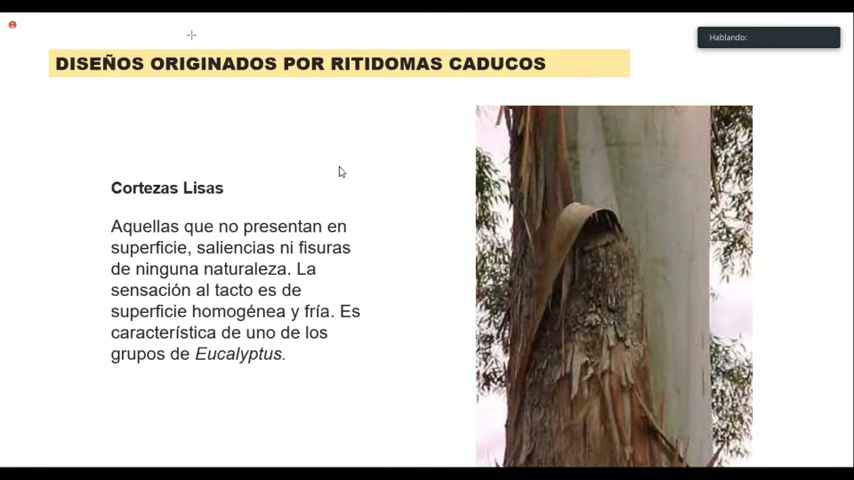 Hablando:
DISEÑOS ORIGINADOS POR RITIDOMAS CADUCOS
Cortezas Lisas
Aquellas que no presentan en
superficie, saliencias ni fisuras
de ninguna naturaleza. La
sensación al tacto es de
superficie homogénea y fría. Es
característica de uno de los
grupos de Eucalyptus.